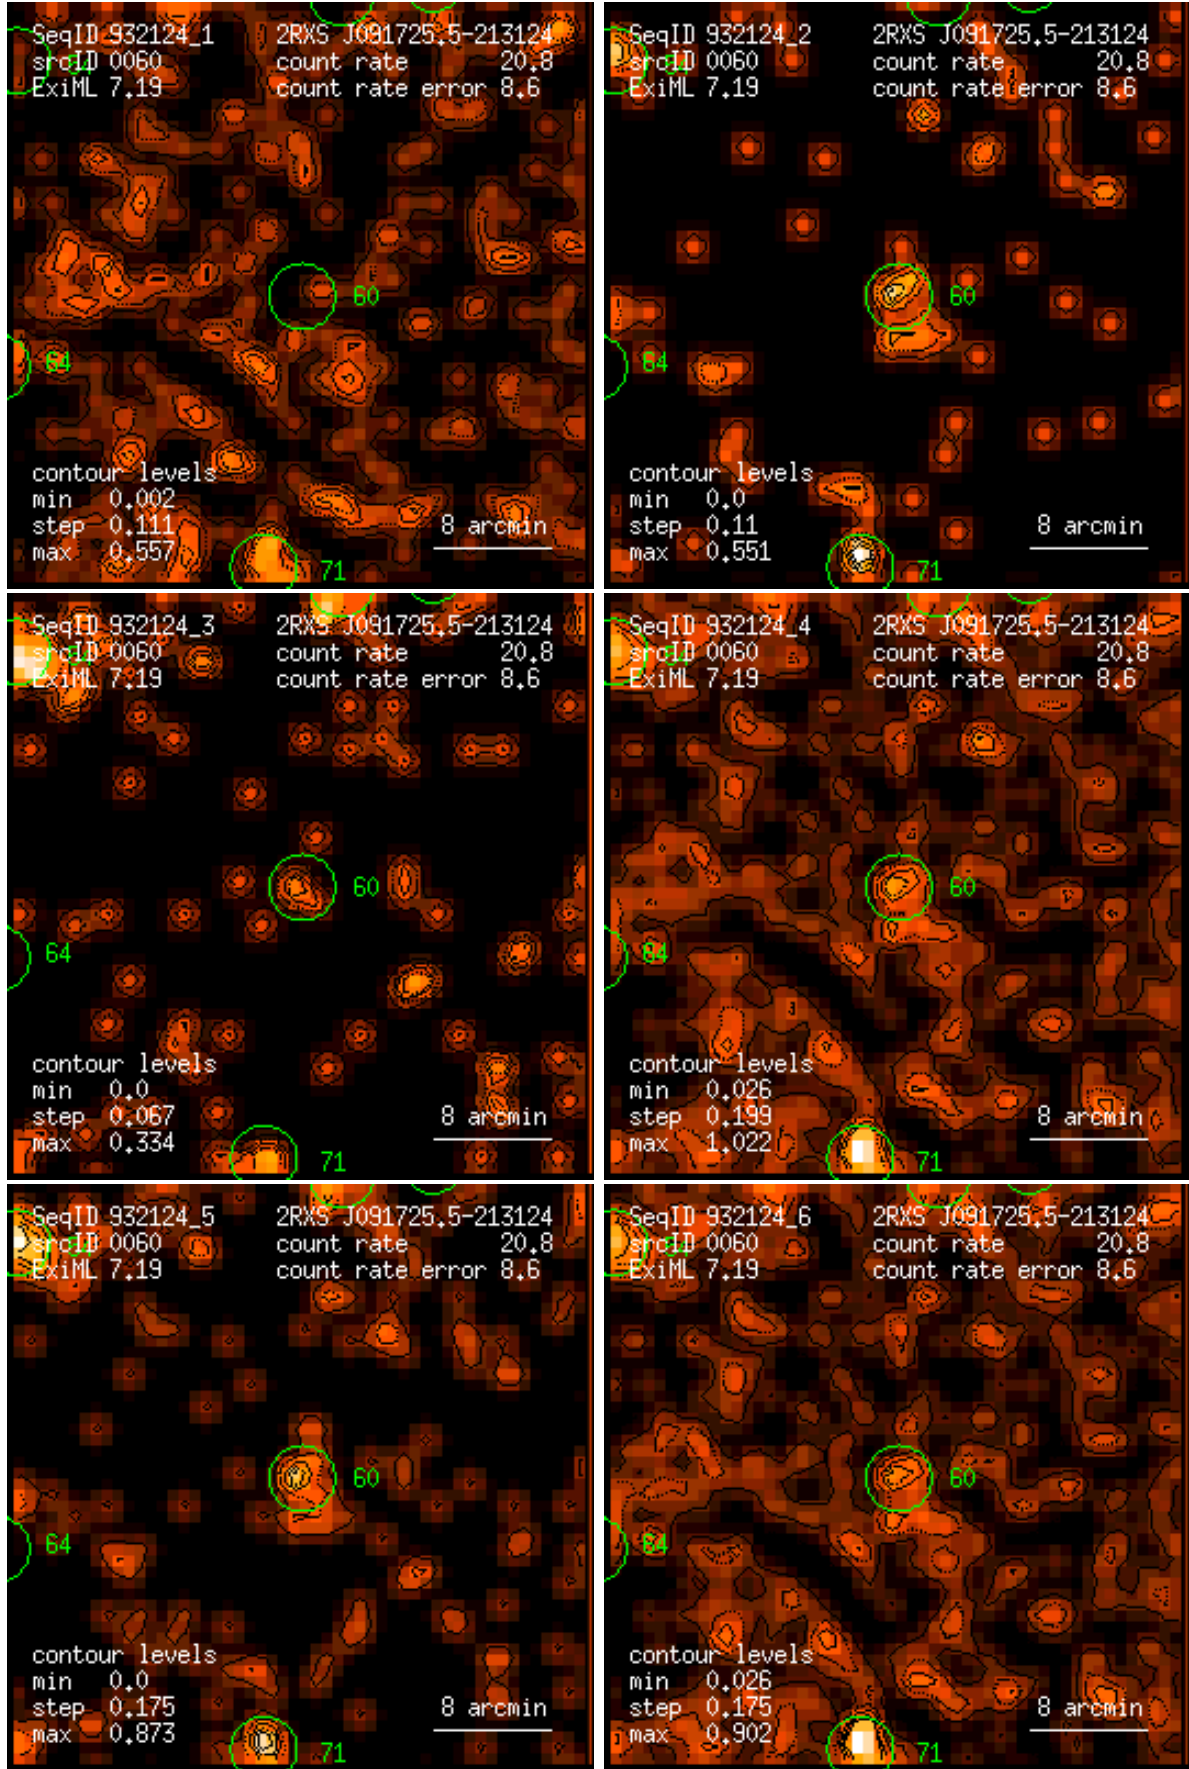 SeqID 932124_1 2RXS J091725.5-213124
srcID 0060 count rate 20.8
ExiML 7.19 count rate error 8.6
60
64
contour levels
min 0.002
step 0.111 8 arcmin
max 0.557
71
SeqID 932124_2 2RXS J091725.5-213124
srcID 0060 count rate 20.8
ExiML 7.19 count rate error 8.6
60
64
contour levels
min 0.0
step 0.11 8 arcmin
max 0.551
71
SeqID 932124_3 2RXS J091725.5-213124
srcID 0060 count rate 20.8
ExiML 7.19 count rate error 8.6
60
64
contour levels
min 0.0
step 0.067 8 arcmin
max 0.334
71
SeqID 932124_4 2RXS J091725.5-213124
srcID 0060 count rate 20.8
ExiML 7.19 count rate error 8.6
60
64
contour levels
min 0.026
step 0.199 8 arcmin
max 1.022
71
SeqID 932124_5 2RXS J091725.5-213124
srcID 0060 count rate 20.8
ExiML 7.19 count rate error 8.6
60
64
contour levels
min 0.0
step 0.175 8 arcmin
max 0.873
71
SeqID 932124_6 2RXS J091725.5-213124
srcID 0060 count rate 20.8
ExiML 7.19 count rate error 8.6
60
64
contour levels
min 0.026
step 0.175 8 arcmin
max 0.902
71